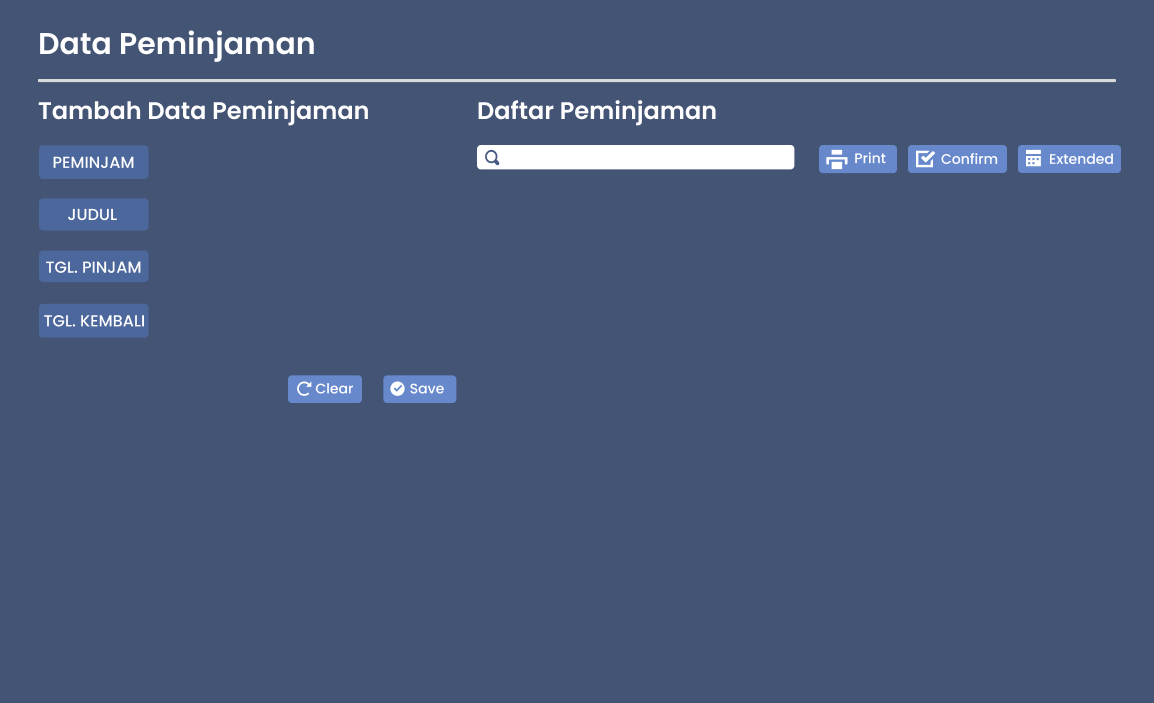 Data Peminjaman
Tambah Data Peminjaman
PEMINJAM
JUDUL
TGL. PINJAM
TGL. KEMBALI
Clear
Save
Daftar Peminjaman
Print
Confirm
Extended